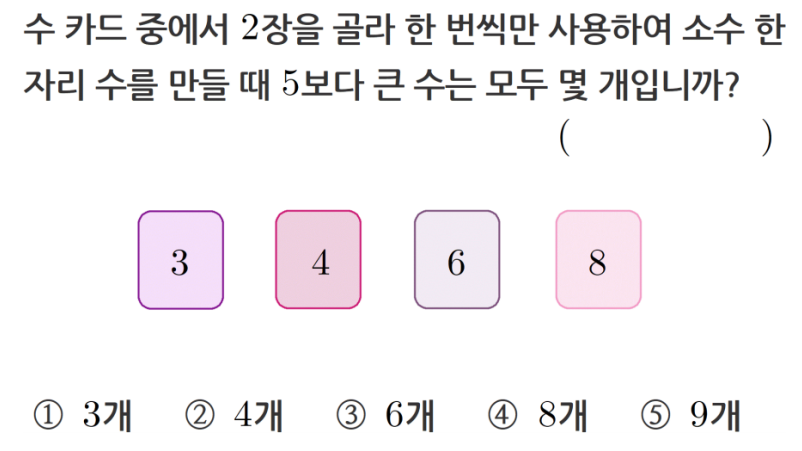 수 카드 중에서 2장을 골라 한 번씩만 사용하여 소수 한
자리 수를 만들 때 5보다 큰 수는 모두 몇 개입니까?
( )
3 4 6 8
① 3개 ② 4개 ③ 6개 ④ 8개 ⑤ 9개